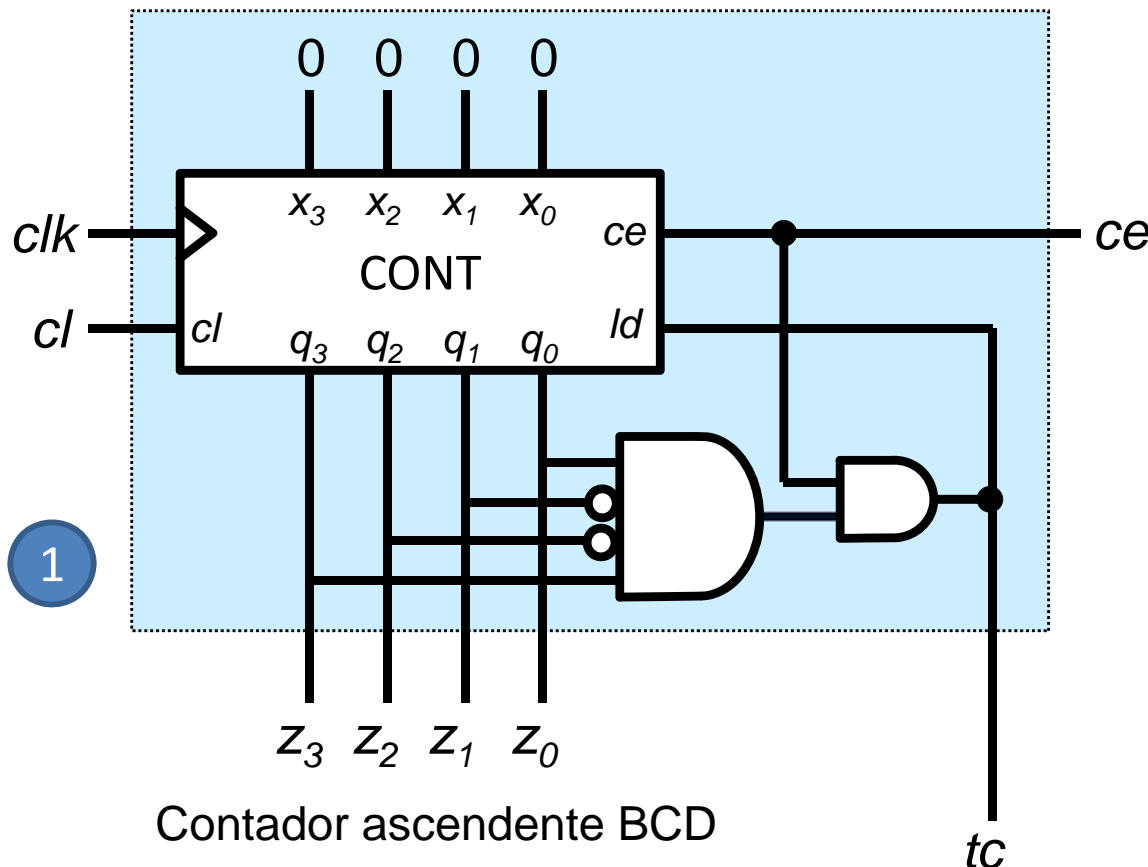 0 0 0 0
x3 x2 x1 x0
clk ce ce
CONT
cl cl ld
q3 q2 q1 q0
1
z3 z2 z1 z0
Contador ascendente BCD
tc